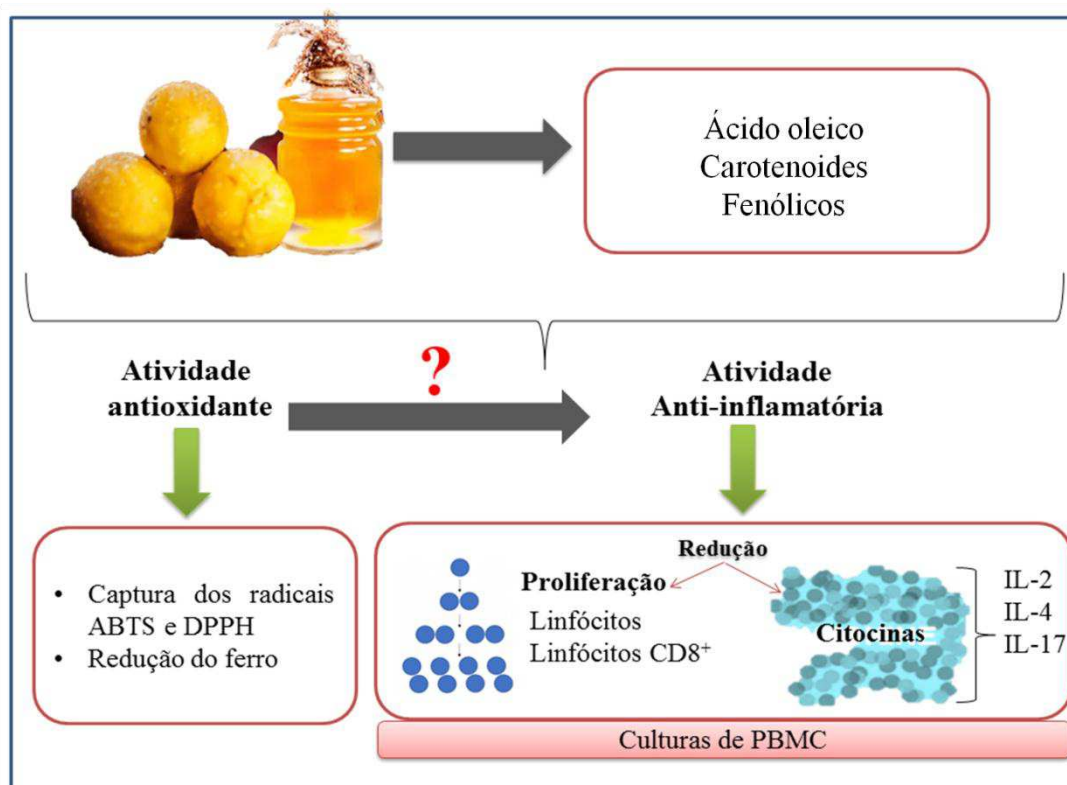 Ácido oleico
Carotenoides
Fenólicos
?
Atividade
antioxidante
Atividade
Anti-inflamatória
• Captura dos radicais
ABTS e DPPH
• Redução do ferro
Redução
Proliferação
Linfócitos
Linfócitos CD8⁺
Citocinas
IL-2
IL-4
IL-17
Culturas de PBMC